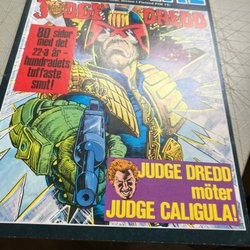 JUDGE DREDD
80 sidor
med det
22:a år-
hundradets
tuffaste
snut!
JUDGE DREDD
möter
JUDGE CALIGULA!